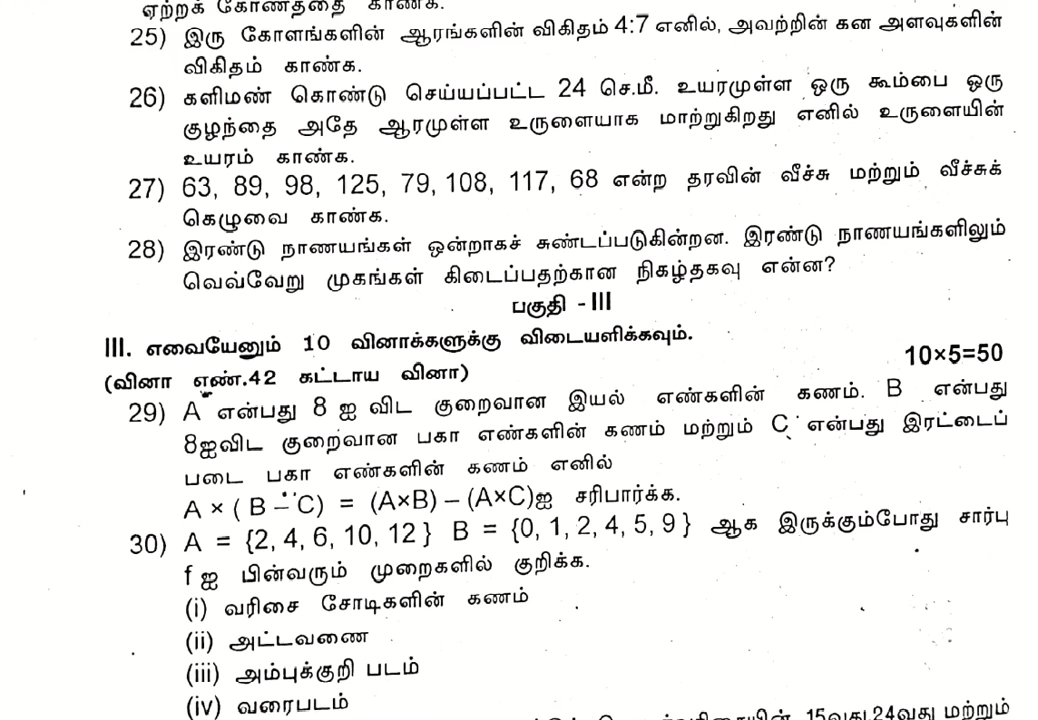 ஏற்றக் கோணத்தை காண்க.
25) இரு கோளங்களின் ஆரங்களின் விகிதம் 4:7 எனில், அவற்றின் கன அளவுகளின்
விகிதம் காண்க.
26) களிமண் கொண்டு செய்யப்பட்ட 24 செ.மீ. உயரமுள்ள ஒரு கூம்பை ஒரு
குழந்தை அதே ஆரமுள்ள உருளையாக மாற்றுகிறது எனில் உருளையின்
உயரம் காண்க.
27) 63, 89, 98, 125, 79, 108, 117, 68 என்ற தரவின் வீச்சு மற்றும் வீச்சுக்
கெழுவை காண்க.
28) இரண்டு நாணயங்கள் ஒன்றாகச் சுண்டப்படுகின்றன. இரண்டு நாணயங்களிலும்
வெவ்வேறு முகங்கள் கிடைப்பதற்கான நிகழ்தகவு என்ன?
பகுதி - III
III. எவையேனும் 10 வினாக்களுக்கு விடையளிக்கவும்.
10×5=50
(வினா எண்.42 கட்டாய வினா)
29) A என்பது 8 ஐ விட குறைவான இயல் எண்களின் கணம். B என்பது
8ஐவிட குறைவான பகா எண்களின் கணம் மற்றும் C என்பது இரட்டைப்
படை பகா எண்களின் கணம் எனில்
A × ( B – C) = (A×B) – (A×C)ஐ சரிபார்க்க.
30) A = {2, 4, 6, 10, 12 } B = {0, 1, 2, 4, 5, 9 } ஆக இருக்கும்போது சார்பு
f ஐ பின்வரும் முறைகளில் குறிக்க.
(i) வரிசை சோடிகளின் கணம்
(ii) அட்டவணை
(iii) அம்புக்குறி படம்
(iv) வரைபடம்
15வது,24வது மற்றும்